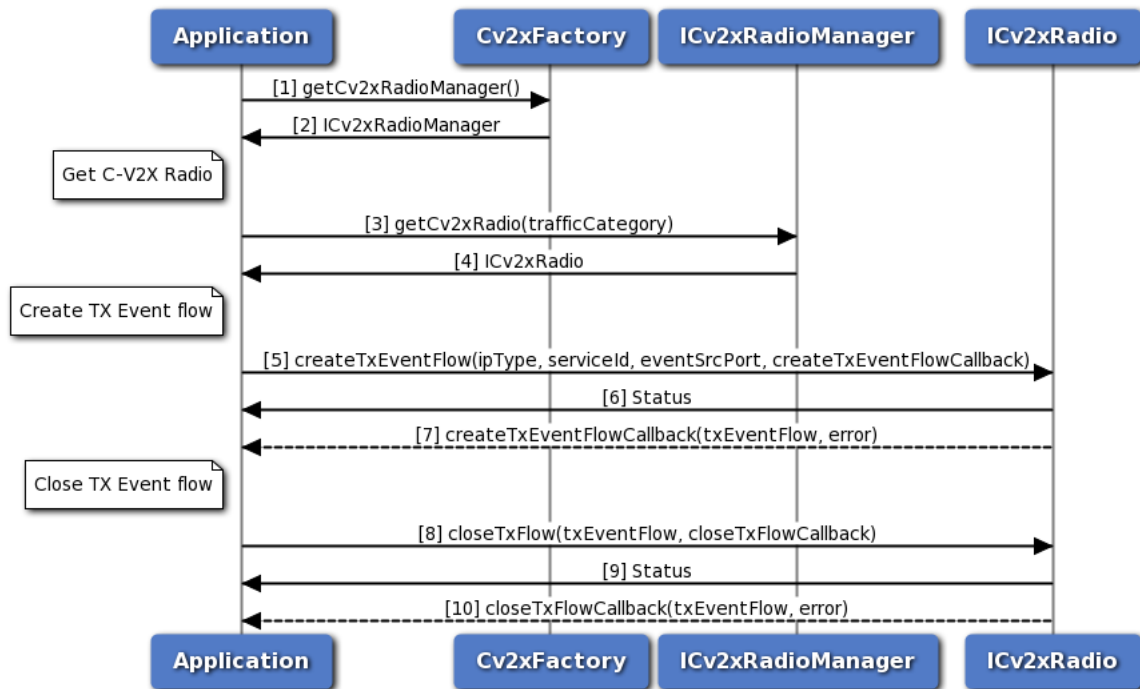 Application Cv2xFactory ICv2xRadioManager ICv2xRadio
[1] getCv2xRadioManager()
[2] ICv2xRadioManager
Get C-V2X Radio
[3] getCv2xRadio(trafficCategory)
[4] ICv2xRadio
Create TX Event flow
[5] createTxEventFlow(ipType, serviceId, eventSrcPort, createTxEventFlowCallback)
[6] Status
[7] createTxEventFlowCallback(txEventFlow, error)
Close TX Event flow
[8] closeTxFlow(txEventFlow, closeTxFlowCallback)
[9] Status
[10] closeTxFlowCallback(txEventFlow, error)
Application Cv2xFactory ICv2xRadioManager ICv2xRadio